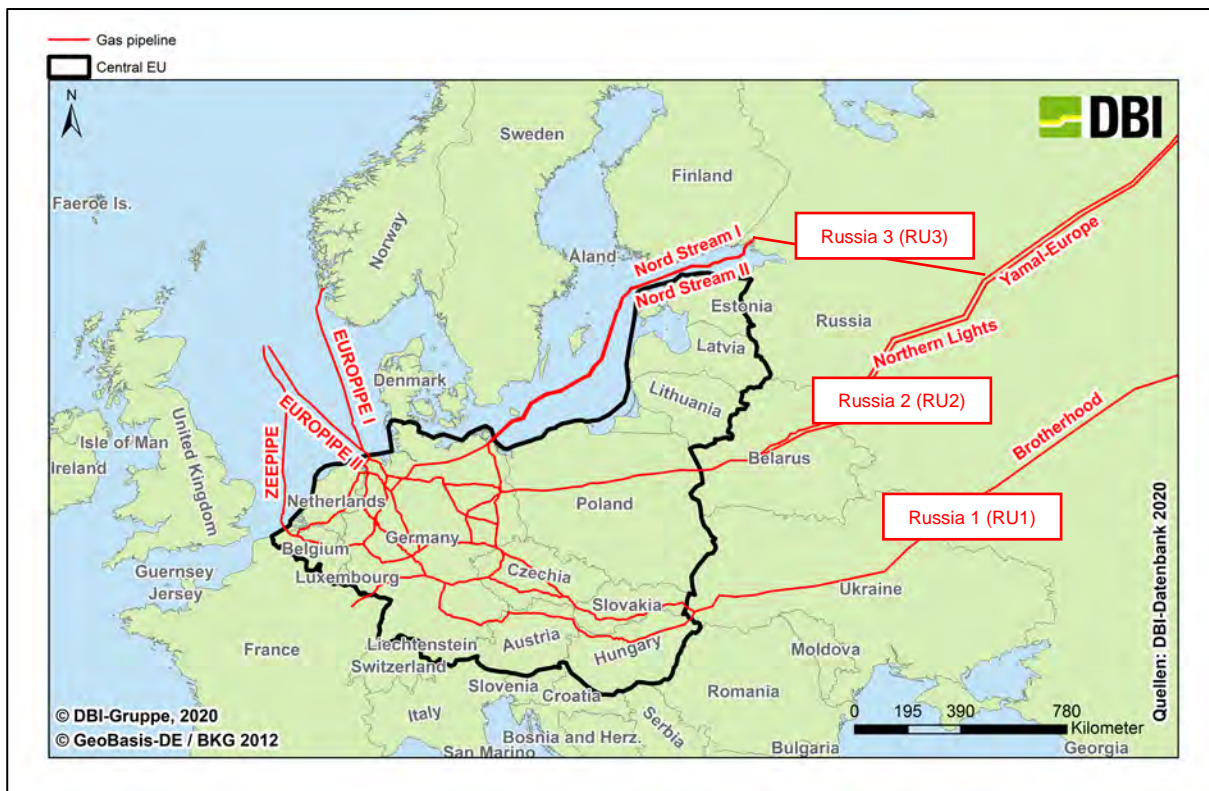 Gas pipeline
Central EU
N
DBI
Sweden
Finland
Faeroe Is.
Norway
Åland
Nord Stream I
Nord Stream II
Russia 3 (RU3)
Yamal-Europe
Estonia
Russia
Latvia
Northern Lights
EUROPIPE I
Denmark
Lithuania
Russia 2 (RU2)
Isle of Man
Ireland
United Kingdom
ZEEPIPE
EUROPIPE II
Belarus
Brotherhood
Netherlands
Poland
Russia 1 (RU1)
Belgium
Germany
Guernsey
Jersey
Luxembourg
Czechia
Ukraine
Slovakia
France
Liechtenstein
Switzerland
Austria
Hungary
Moldova
Slovenia
Croatia
Romania
Italy
Serbia
Bosnia and Herz.
San Marino
Bulgaria
Georgia
0 195 390 780
Kilometer
Quellen: DBI-Datenbank 2020
© DBI-Gruppe, 2020
© GeoBasis-DE / BKG 2012